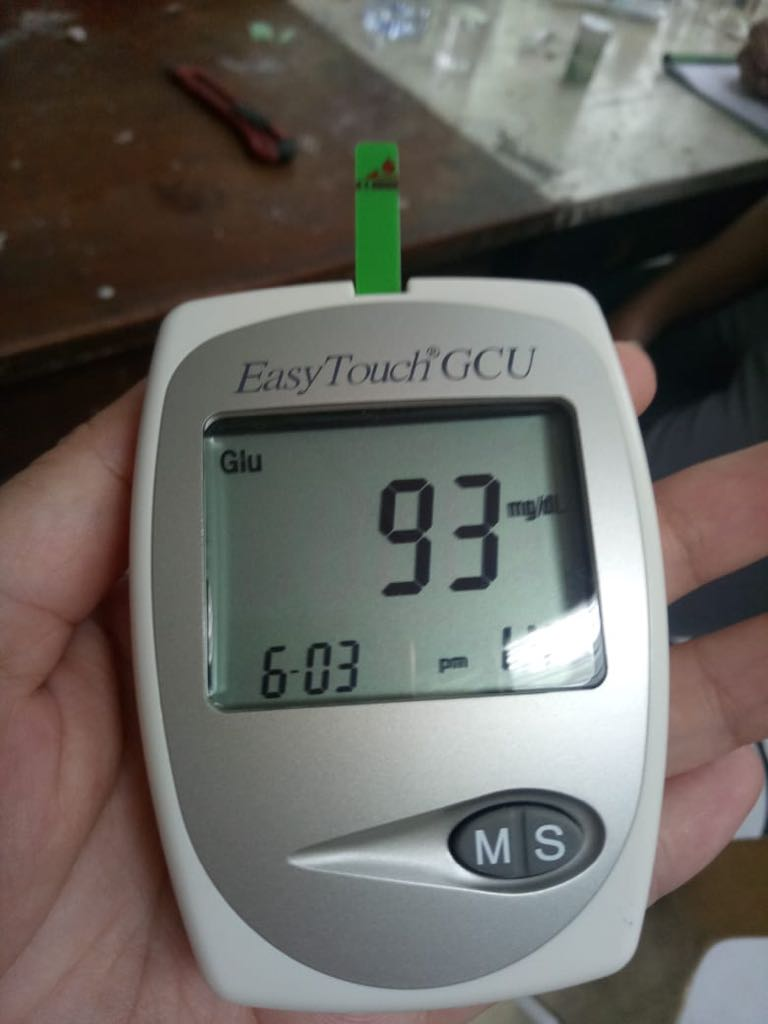 EasyTouch® GCU
Glu
93 mg/dL
6-03 pm
M S